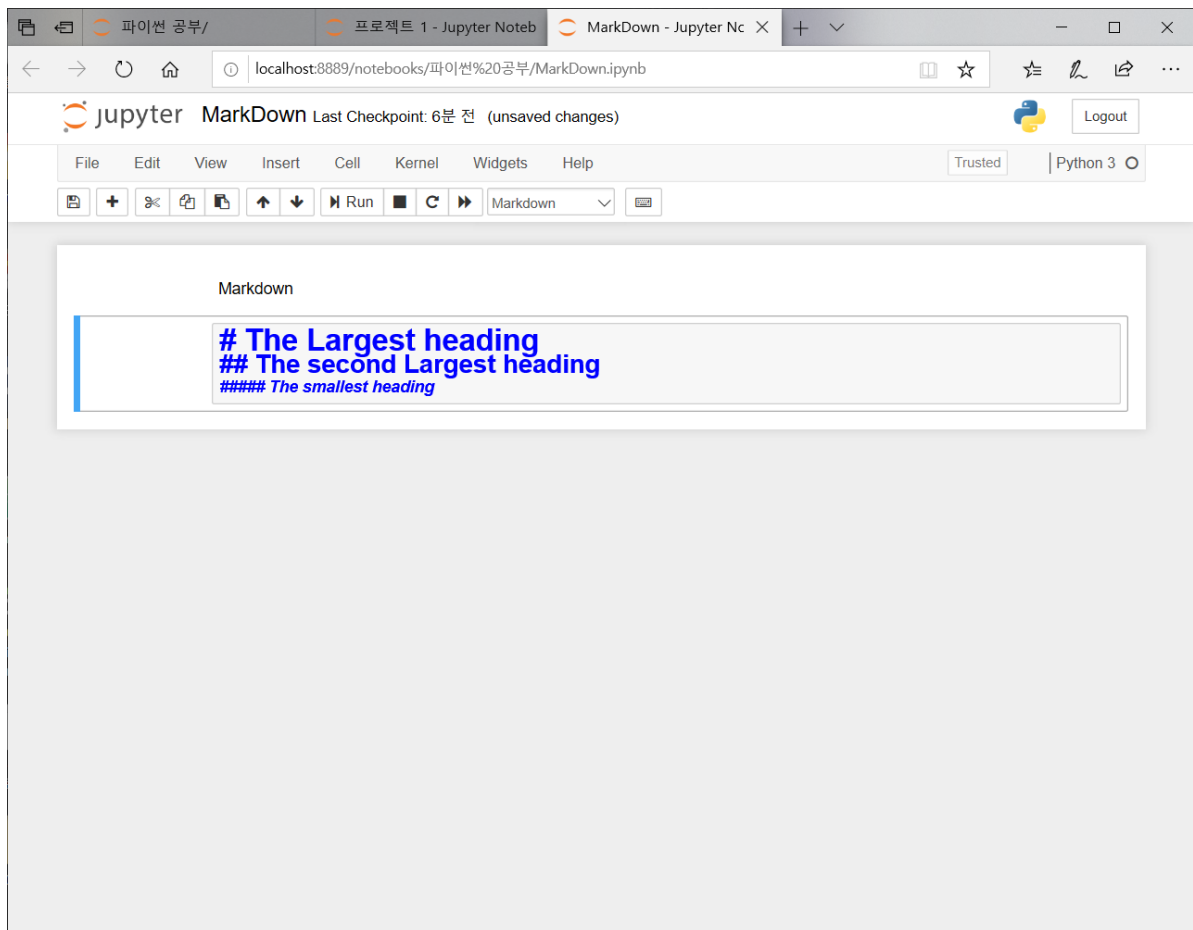 파이썬 공부/
프로젝트 1 - Jupyter Noteb
MarkDown - Jupyter Nc
localhost:8889/notebooks/파이썬%20공부/MarkDown.ipynb
jupyter MarkDown Last Checkpoint: 6분 전 (unsaved changes) Logout
File Edit View Insert Cell Kernel Widgets Help Trusted Python 3
Run Markdown
Markdown
# The Largest heading
## The second Largest heading
##### The smallest heading